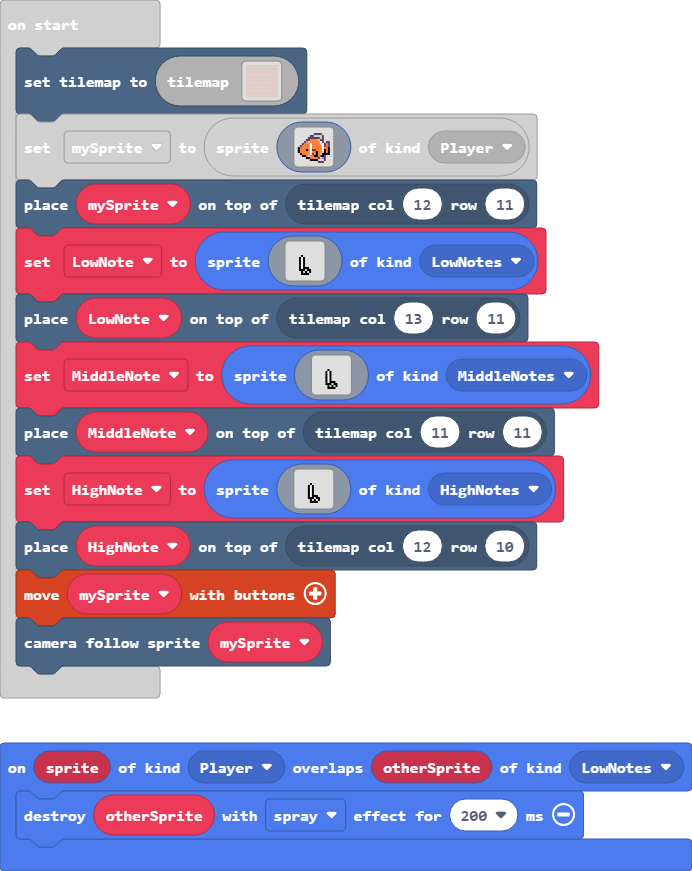 on start
set tilemap to tilemap
set mySprite to sprite of kind Player
place mySprite on top of tilemap col 12 row 11
set LowNote to sprite of kind LowNotes
place LowNote on top of tilemap col 13 row 11
set MiddleNote to sprite of kind MiddleNotes
place MiddleNote on top of tilemap col 11 row 11
set HighNote to sprite of kind HighNotes
place HighNote on top of tilemap col 12 row 10
move mySprite with buttons
camera follow sprite mySprite
on sprite of kind Player overlaps otherSprite of kind LowNotes
destroy otherSprite with spray effect for 200 ms